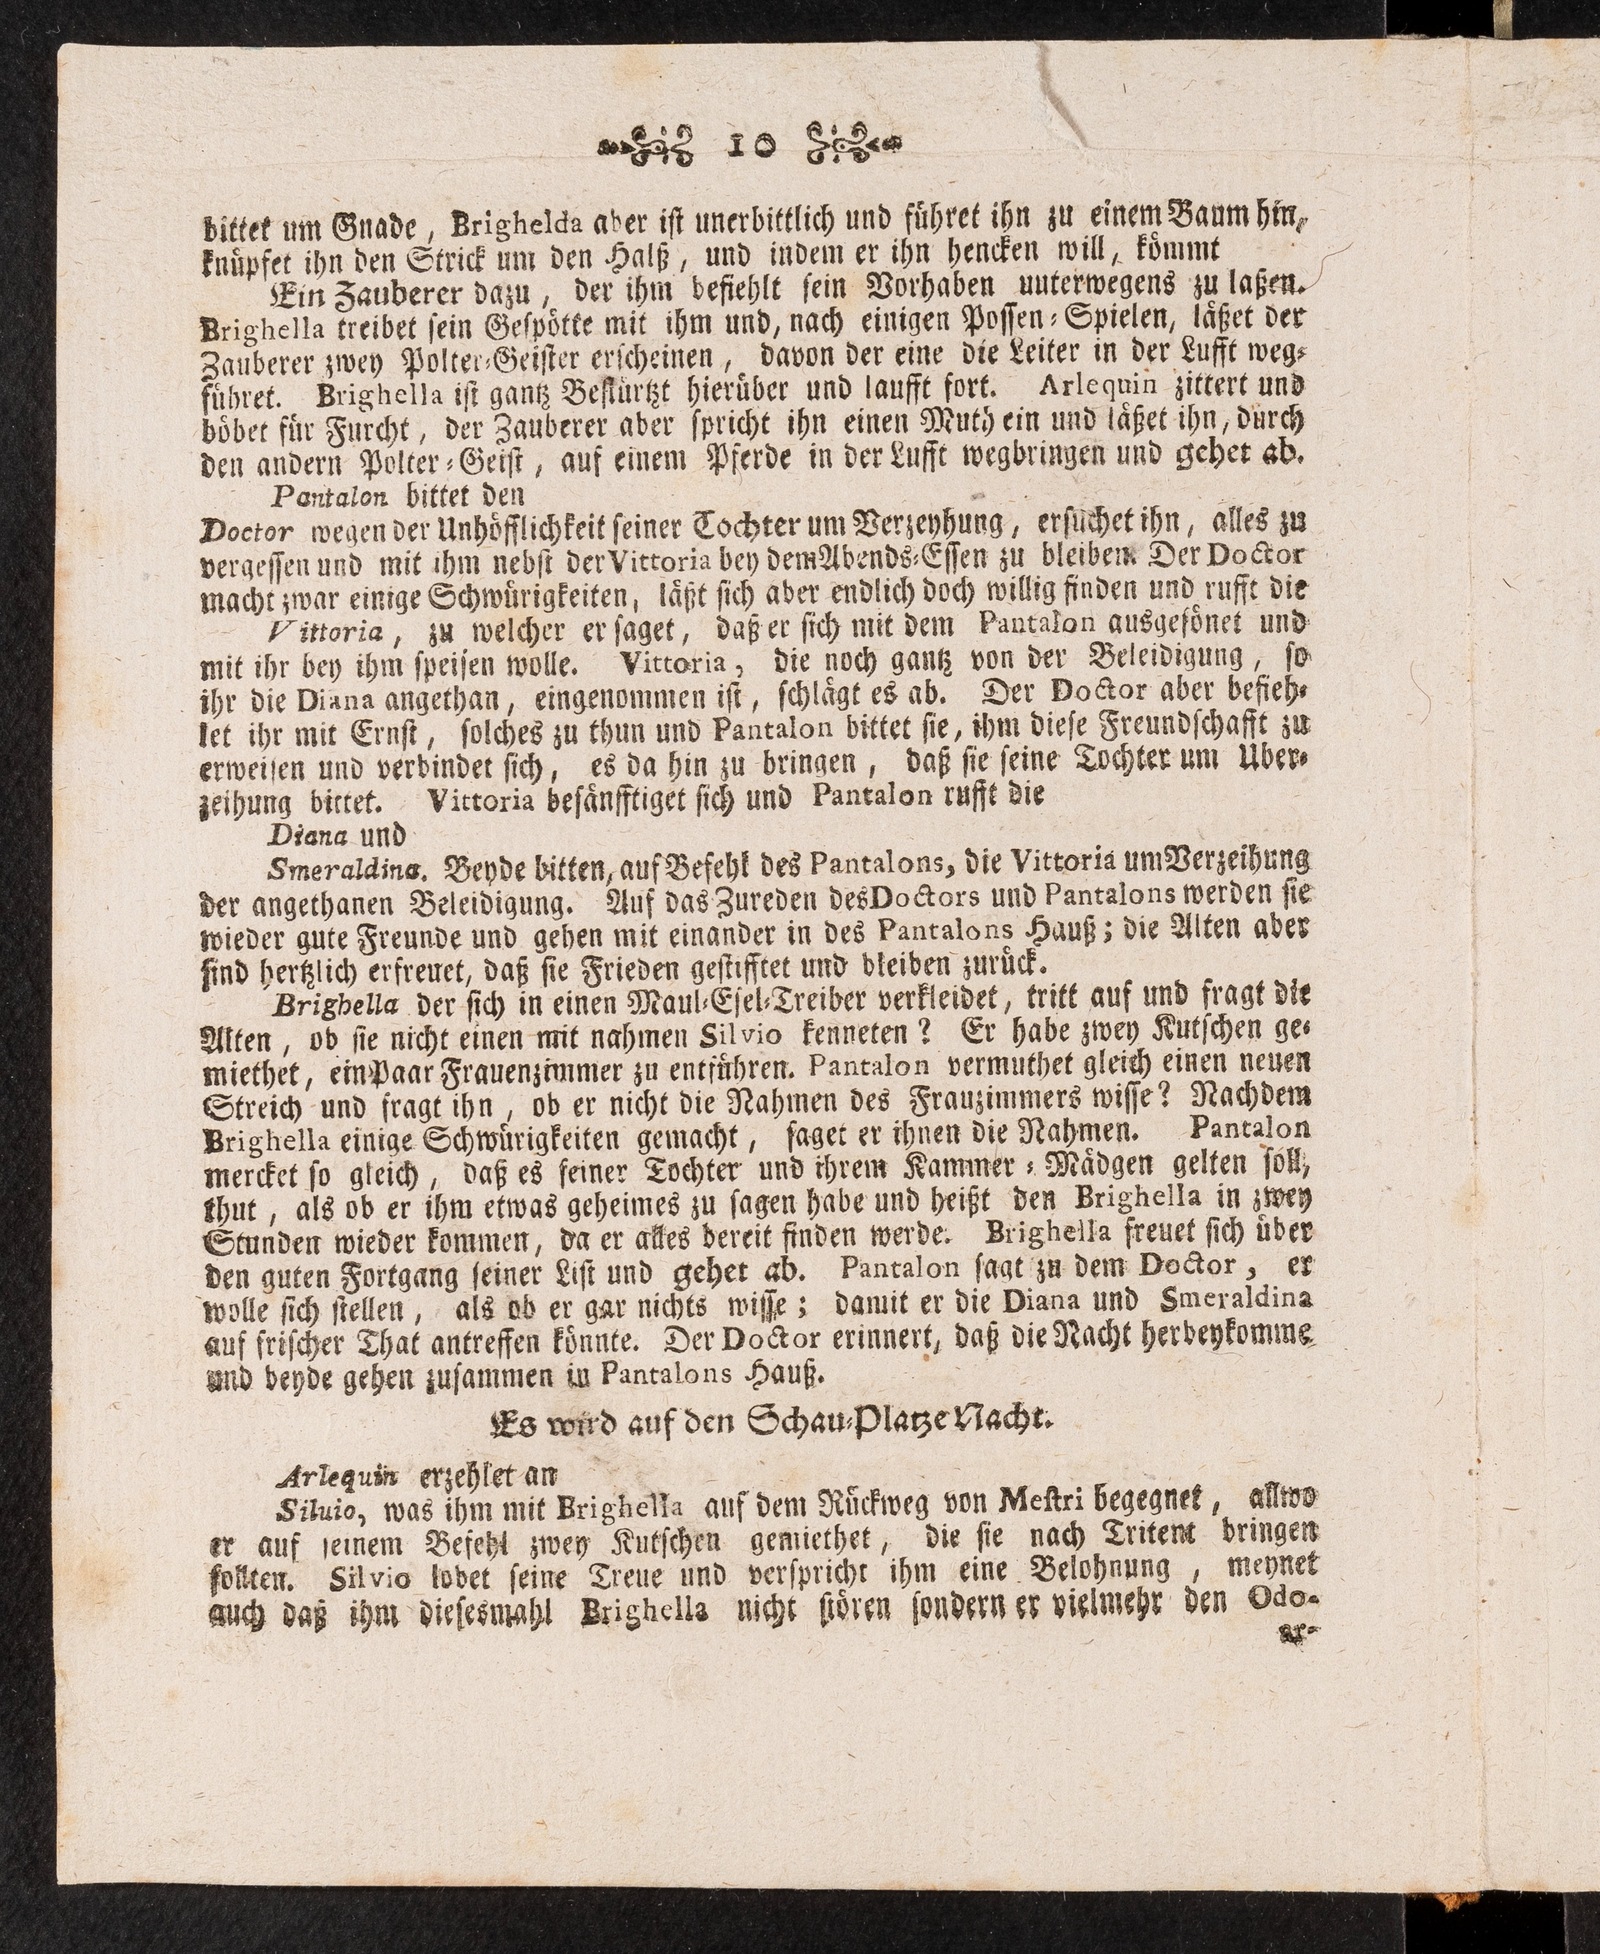 10
bittet um Gnade, Brighelda aber ist unerbittlich und führet ihn zu einem Baum hin,
knüpfet ihn den Strick um den Halß, und indem er ihn hencken will, kömmt
Ein Zauberer dazu, der ihm befiehlt sein Vorhaben uuterwegens zu laßen.
Brighella treibet sein Gespötte mit ihm und, nach einigen Possen-Spielen, läßet der
Zauberer zwey Polter-Geister erscheinen, davon der eine die Leiter in der Lufft weg-
führet. Brighella ist gantz Bestürtzt hierüber und laufft fort. Arlequin zittert und
böbet für Furcht, der Zauberer aber spricht ihn einen Muth ein und läßet ihn, durch
den andern Polter-Geist, auf einem Pferde in der Lufft wegbringen und gehet ab.
Pantalon bittet den
Doctor wegen der Unhöfflichkeit seiner Tochter um Verzeyhung, ersuchet ihn, alles zu
vergessen und mit ihm nebst der Vittoria bey dem Abends-Essen zu bleiben. Der Doctor
macht zwar einige Schwürigkeiten, läßt sich aber endlich doch willig finden und rufft die
Vittoria, zu welcher er saget, daß er sich mit dem Pantalon ausgesönet und
mit ihr bey ihm speisen wolle. Vittoria, die noch gantz von der Beleidigung, so
ihr die Diana angethan, eingenommen ist, schlägt es ab. Der Doctor aber befieh-
let ihr mit Ernst, solches zu thun und Pantalon bittet sie, ihm diese Freundschafft zu
erweisen und verbindet sich, es da hin zu bringen, daß sie seine Tochter um Uber-
zeihung bittet. Vittoria besänfftiget sich und Pantalon rufft die
Diana und
Smeraldina. Beyde bitten, auf Befehl des Pantalons, die Vittoria um Verzeihung
der angethanen Beleidigung. Auf das Zureden des Doctors und Pantalons werden sie
wieder gute Freunde und gehen mit einander in des Pantalons Hauß; die Alten aber
sind hertzlich erfreuet, daß sie Frieden gestifftet und bleiben zurück.
Brighella der sich in einen Maul-Esel-Treiber verkleidet, tritt auf und fragt die
Alten, ob sie nicht einen mit nahmen Silvio kenneten? Er habe zwey Kutschen ge-
miethet, ein Paar Frauenzimmer zu entführen. Pantalon vermuthet gleich einen neuen
Streich und fragt ihn, ob er nicht die Nahmen des Frauzimmers wisse? Nachdem
Brighella einige Schwürigkeiten gemacht, saget er ihnen die Nahmen. Pantalon
mercket so gleich, daß es seiner Tochter und ihrem Kammer-Mädgen gelten soll,
thut, als ob er ihm etwas geheimes zu sagen habe und heißt den Brighella in zwey
Stunden wieder kommen, da er alles bereit finden werde. Brighella freuet sich über
den guten Fortgang seiner List und gehet ab. Pantalon sagt zu dem Doctor, er
wolle sich stellen, als ob er gar nichts wisse; damit er die Diana und Smeraldina
auf frischer That antreffen könnte. Der Doctor erinnert, daß die Nacht herbeykomme
und beyde gehen zusammen in Pantalons Hauß.
Es wird auf den Schau-Platze Nacht.
Arlequin erzehlet an
Silvio, was ihm mit Brighella auf dem Rückweg von Mestri begegnet, allwo
er auf seinem Befehl zwey Kutschen gemiethet, die sie nach Tritent bringen
sollten. Silvio lobet seine Treue und verspricht ihm eine Belohnung, meynet
auch daß ihm diesesmahl Brighella nicht stören sondern er vielmehr den Odo-
ar-